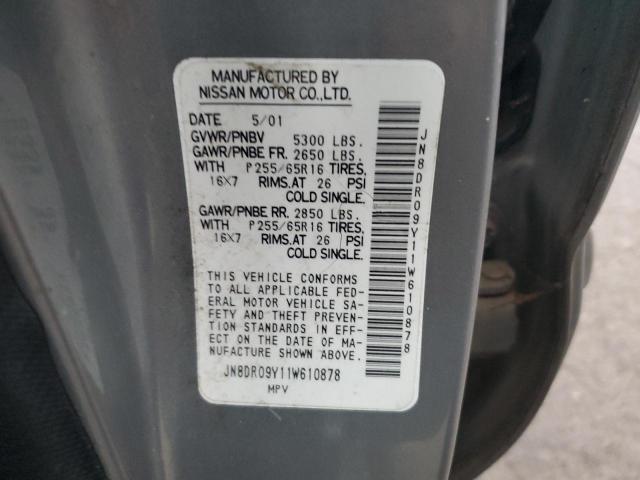 MANUFACTURED BY
NISSAN MOTOR CO.,LTD.
DATE 5/01
GVWR/PNBV 5300 LBS.
GAWR/PNBE FR. 2650 LBS.
WITH P255/65R16 TIRES,
16X7 RIMS,AT 26 PSI
COLD SINGLE.
GAWR/PNBE RR. 2850 LBS.
WITH P255/65R16 TIRES,
16X7 RIMS,AT 26 PSI
COLD SINGLE.
THIS VEHICLE CONFORMS
TO ALL APPLICABLE FED-
ERAL MOTOR VEHICLE SA-
FETY AND THEFT PREVEN-
TION STANDARDS IN EFF-
ECT ON THE DATE OF MA-
NUFACTURE SHOWN ABOVE.
JN8DR09Y11W610878
MPV
JN8DR09Y11W610878